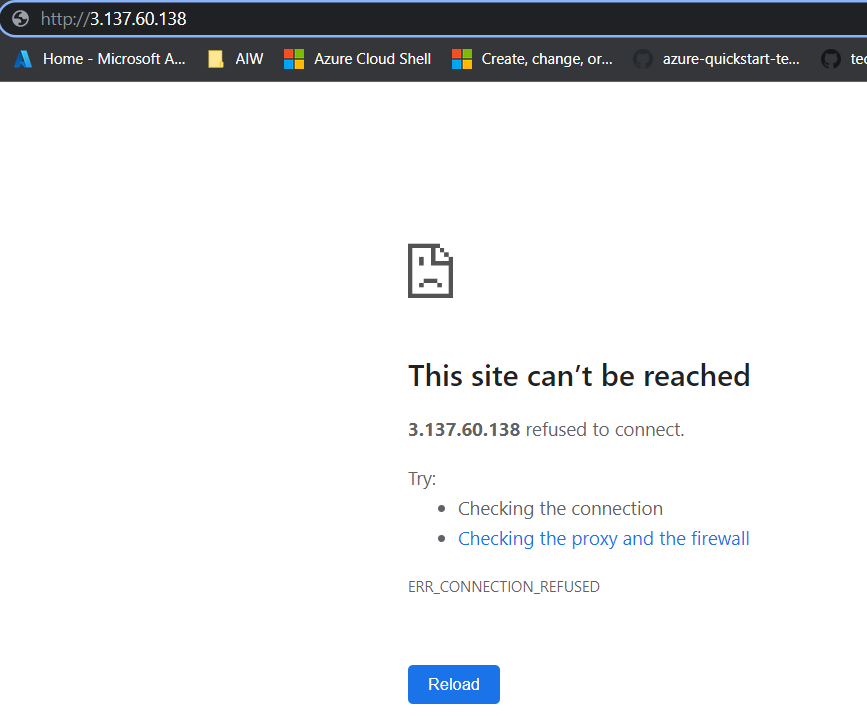 http://3.137.60.138
Home - Microsoft A... AIW Azure Cloud Shell Create, change, or... azure-quickstart-te... tec
This site can’t be reached
3.137.60.138 refused to connect.
Try:
• Checking the connection
• Checking the proxy and the firewall
ERR_CONNECTION_REFUSED
Reload